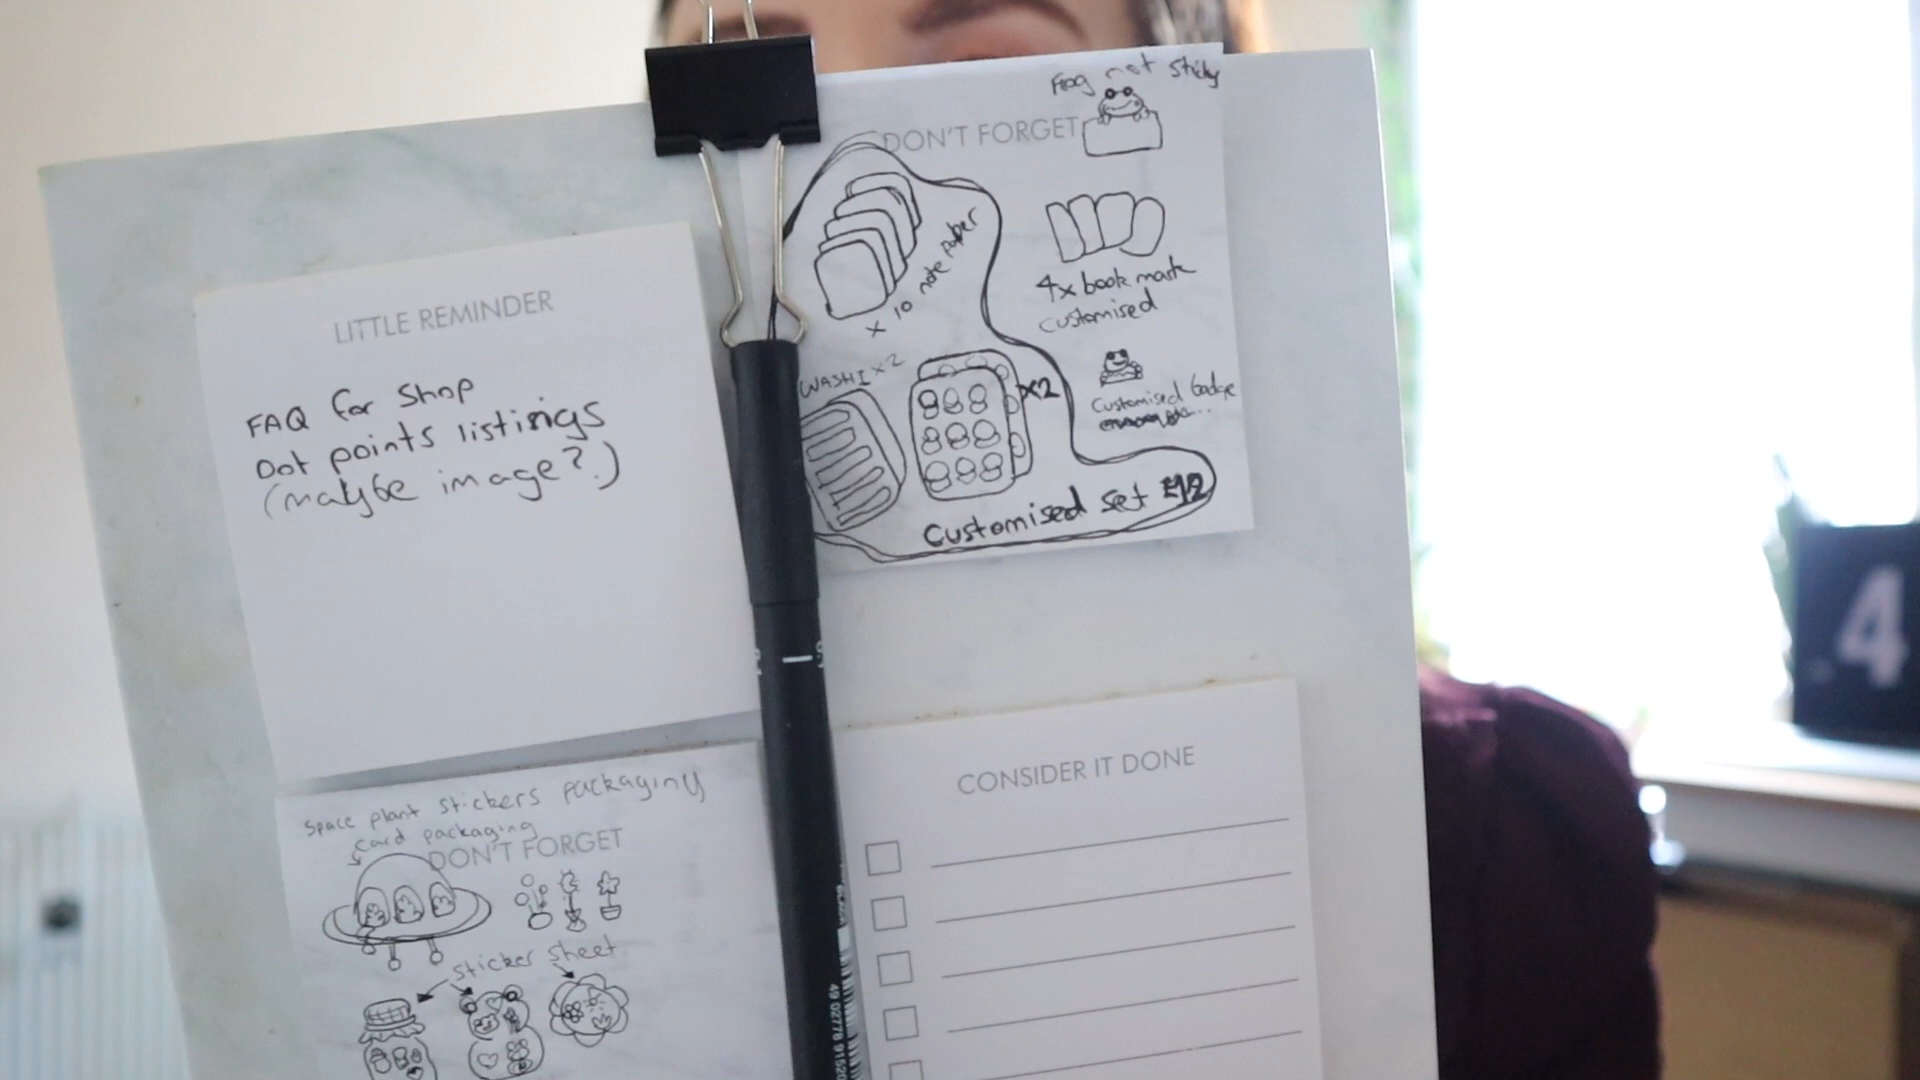 LITTLE REMINDER
FAQ for Shop
Dot points listings
(maybe image?)
Frog not sticky
DON'T FORGET
x 10 note paper
4x book mark
customised
WASHI x2
x2
Customised badge
Customised set
space plant stickers packaging
card packaging
DON'T FORGET
sticker sheet
CONSIDER IT DONE
4